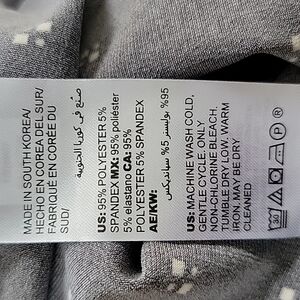 MADE IN SOUTH KOREA/
HECHO EN COREA DEL SUR/
FABRIQUÉ EN CORÉE DU
SUD/
صنع في كوريا الجنوبية
US: 95% POLYESTER 5%
SPANDEX MX: 95% poliéster
5% elastano CA: 95%
POLYESTER 5% SPANDEX
AE/KW:
95% بوليستر 5% سبانديكس
US: MACHINE WASH COLD,
GENTLE CYCLE. ONLY
NON-CHLORINE BLEACH.
TUMBLE DRY LOW. WARM
IRON. MAY BE DRY
CLEANED
30